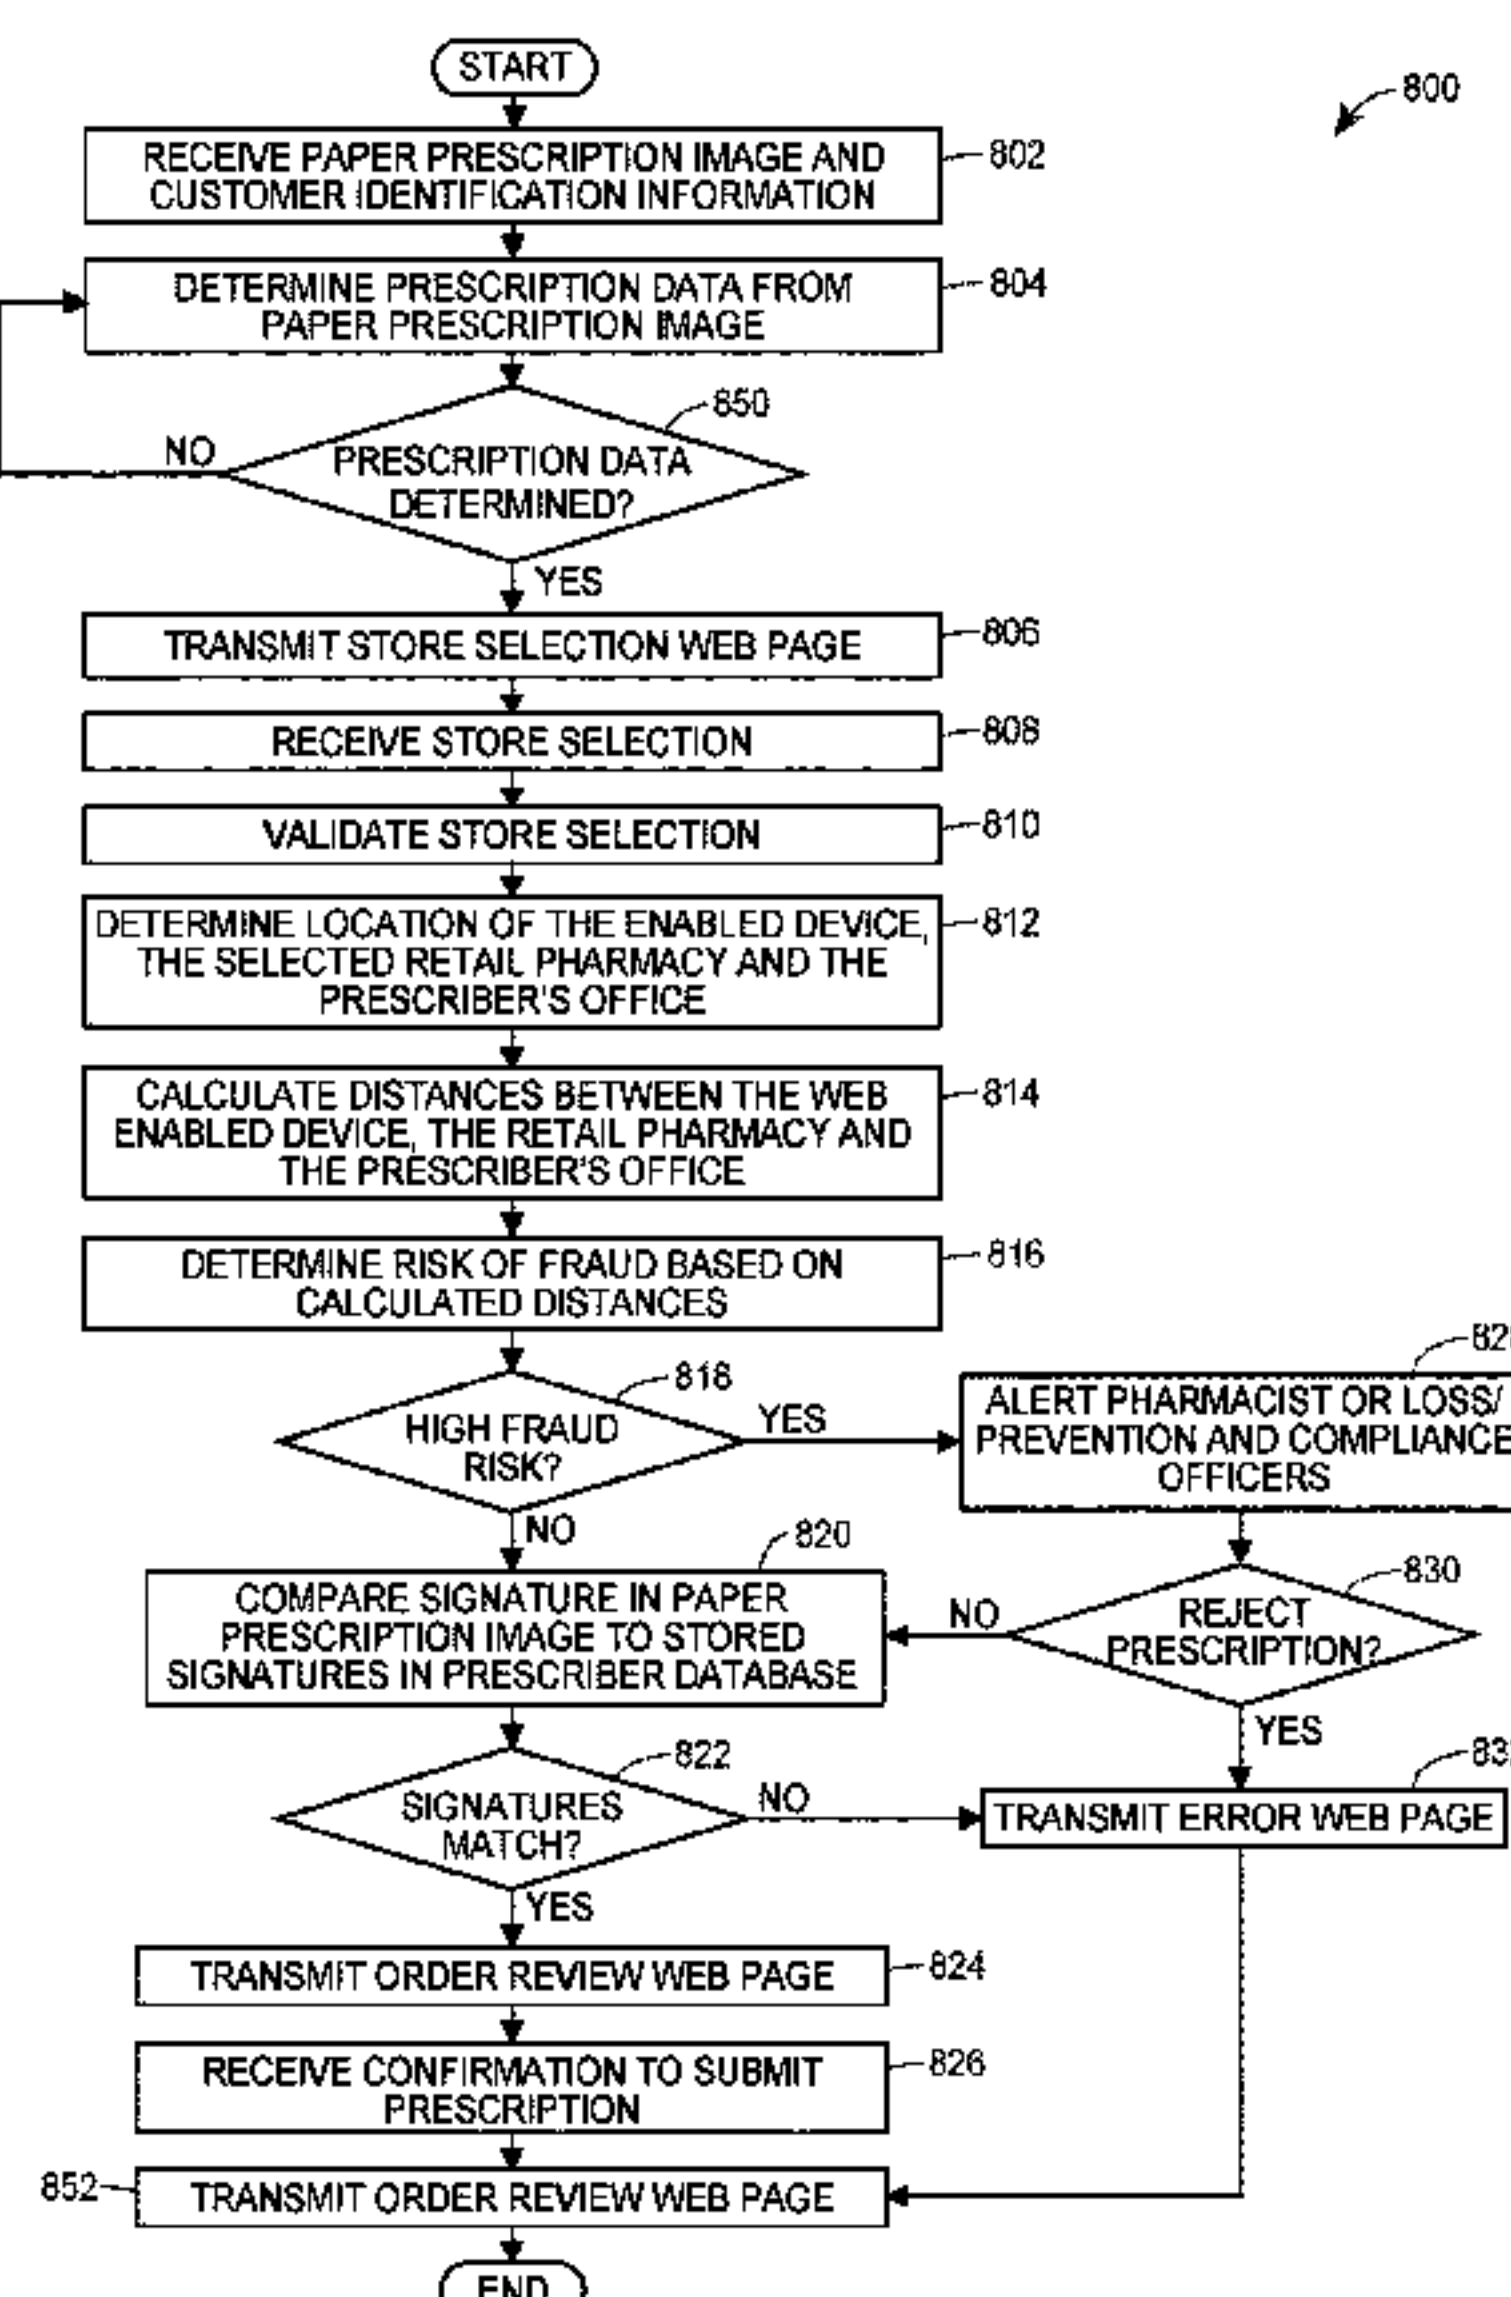 START
800
RECEIVE PAPER PRESCRIPTION IMAGE AND
CUSTOMER IDENTIFICATION INFORMATION
802
DETERMINE PRESCRIPTION DATA FROM
PAPER PRESCRIPTION IMAGE
804
850
NO
PRESCRIPTION DATA
DETERMINED?
YES
TRANSMIT STORE SELECTION WEB PAGE
806
RECEIVE STORE SELECTION
808
VALIDATE STORE SELECTION
810
DETERMINE LOCATION OF THE ENABLED DEVICE,
THE SELECTED RETAIL PHARMACY AND THE
PRESCRIBER'S OFFICE
812
CALCULATE DISTANCES BETWEEN THE WEB
ENABLED DEVICE, THE RETAIL PHARMACY AND
THE PRESCRIBER'S OFFICE
814
DETERMINE RISK OF FRAUD BASED ON
CALCULATED DISTANCES
816
818
HIGH FRAUD
RISK?
YES
ALERT PHARMACIST OR LOSS/
PREVENTION AND COMPLIANCE
OFFICERS
NO
820
COMPARE SIGNATURE IN PAPER
PRESCRIPTION IMAGE TO STORED
SIGNATURES IN PRESCRIBER DATABASE
830
NO
REJECT
PRESCRIPTION?
YES
822
SIGNATURES
MATCH?
NO
TRANSMIT ERROR WEB PAGE
YES
TRANSMIT ORDER REVIEW WEB PAGE
824
RECEIVE CONFIRMATION TO SUBMIT
PRESCRIPTION
826
852
TRANSMIT ORDER REVIEW WEB PAGE
END